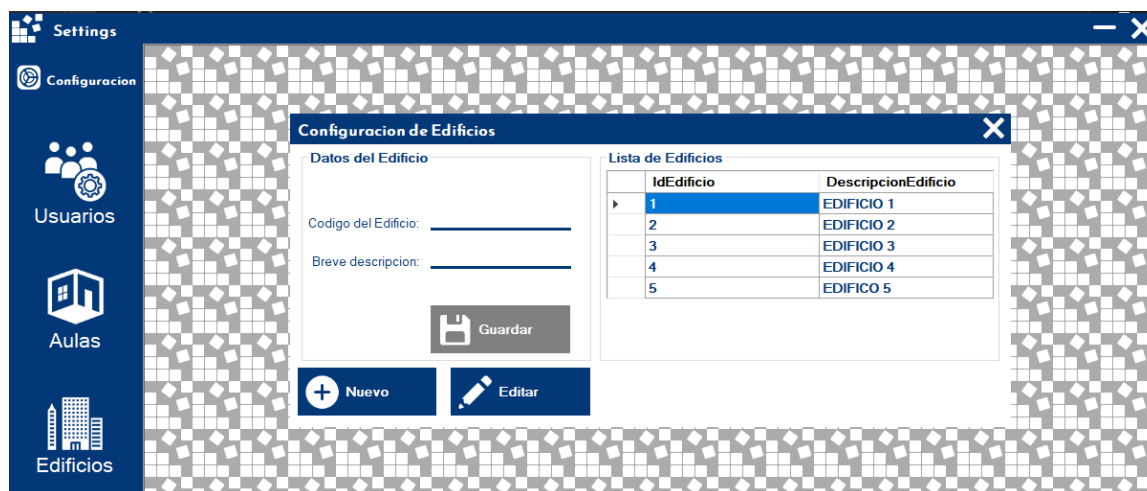 Settings
Configuracion
Usuarios
Aulas
Edificios
Configuracion de Edificios
Datos del Edificio
Codigo del Edificio:
Breve descripcion:
Guardar
Nuevo
Editar
Lista de Edificios
IdEdificio DescripcionEdificio
1 EDIFICIO 1
2 EDIFICIO 2
3 EDIFICIO 3
4 EDIFICIO 4
5 EDIFICO 5